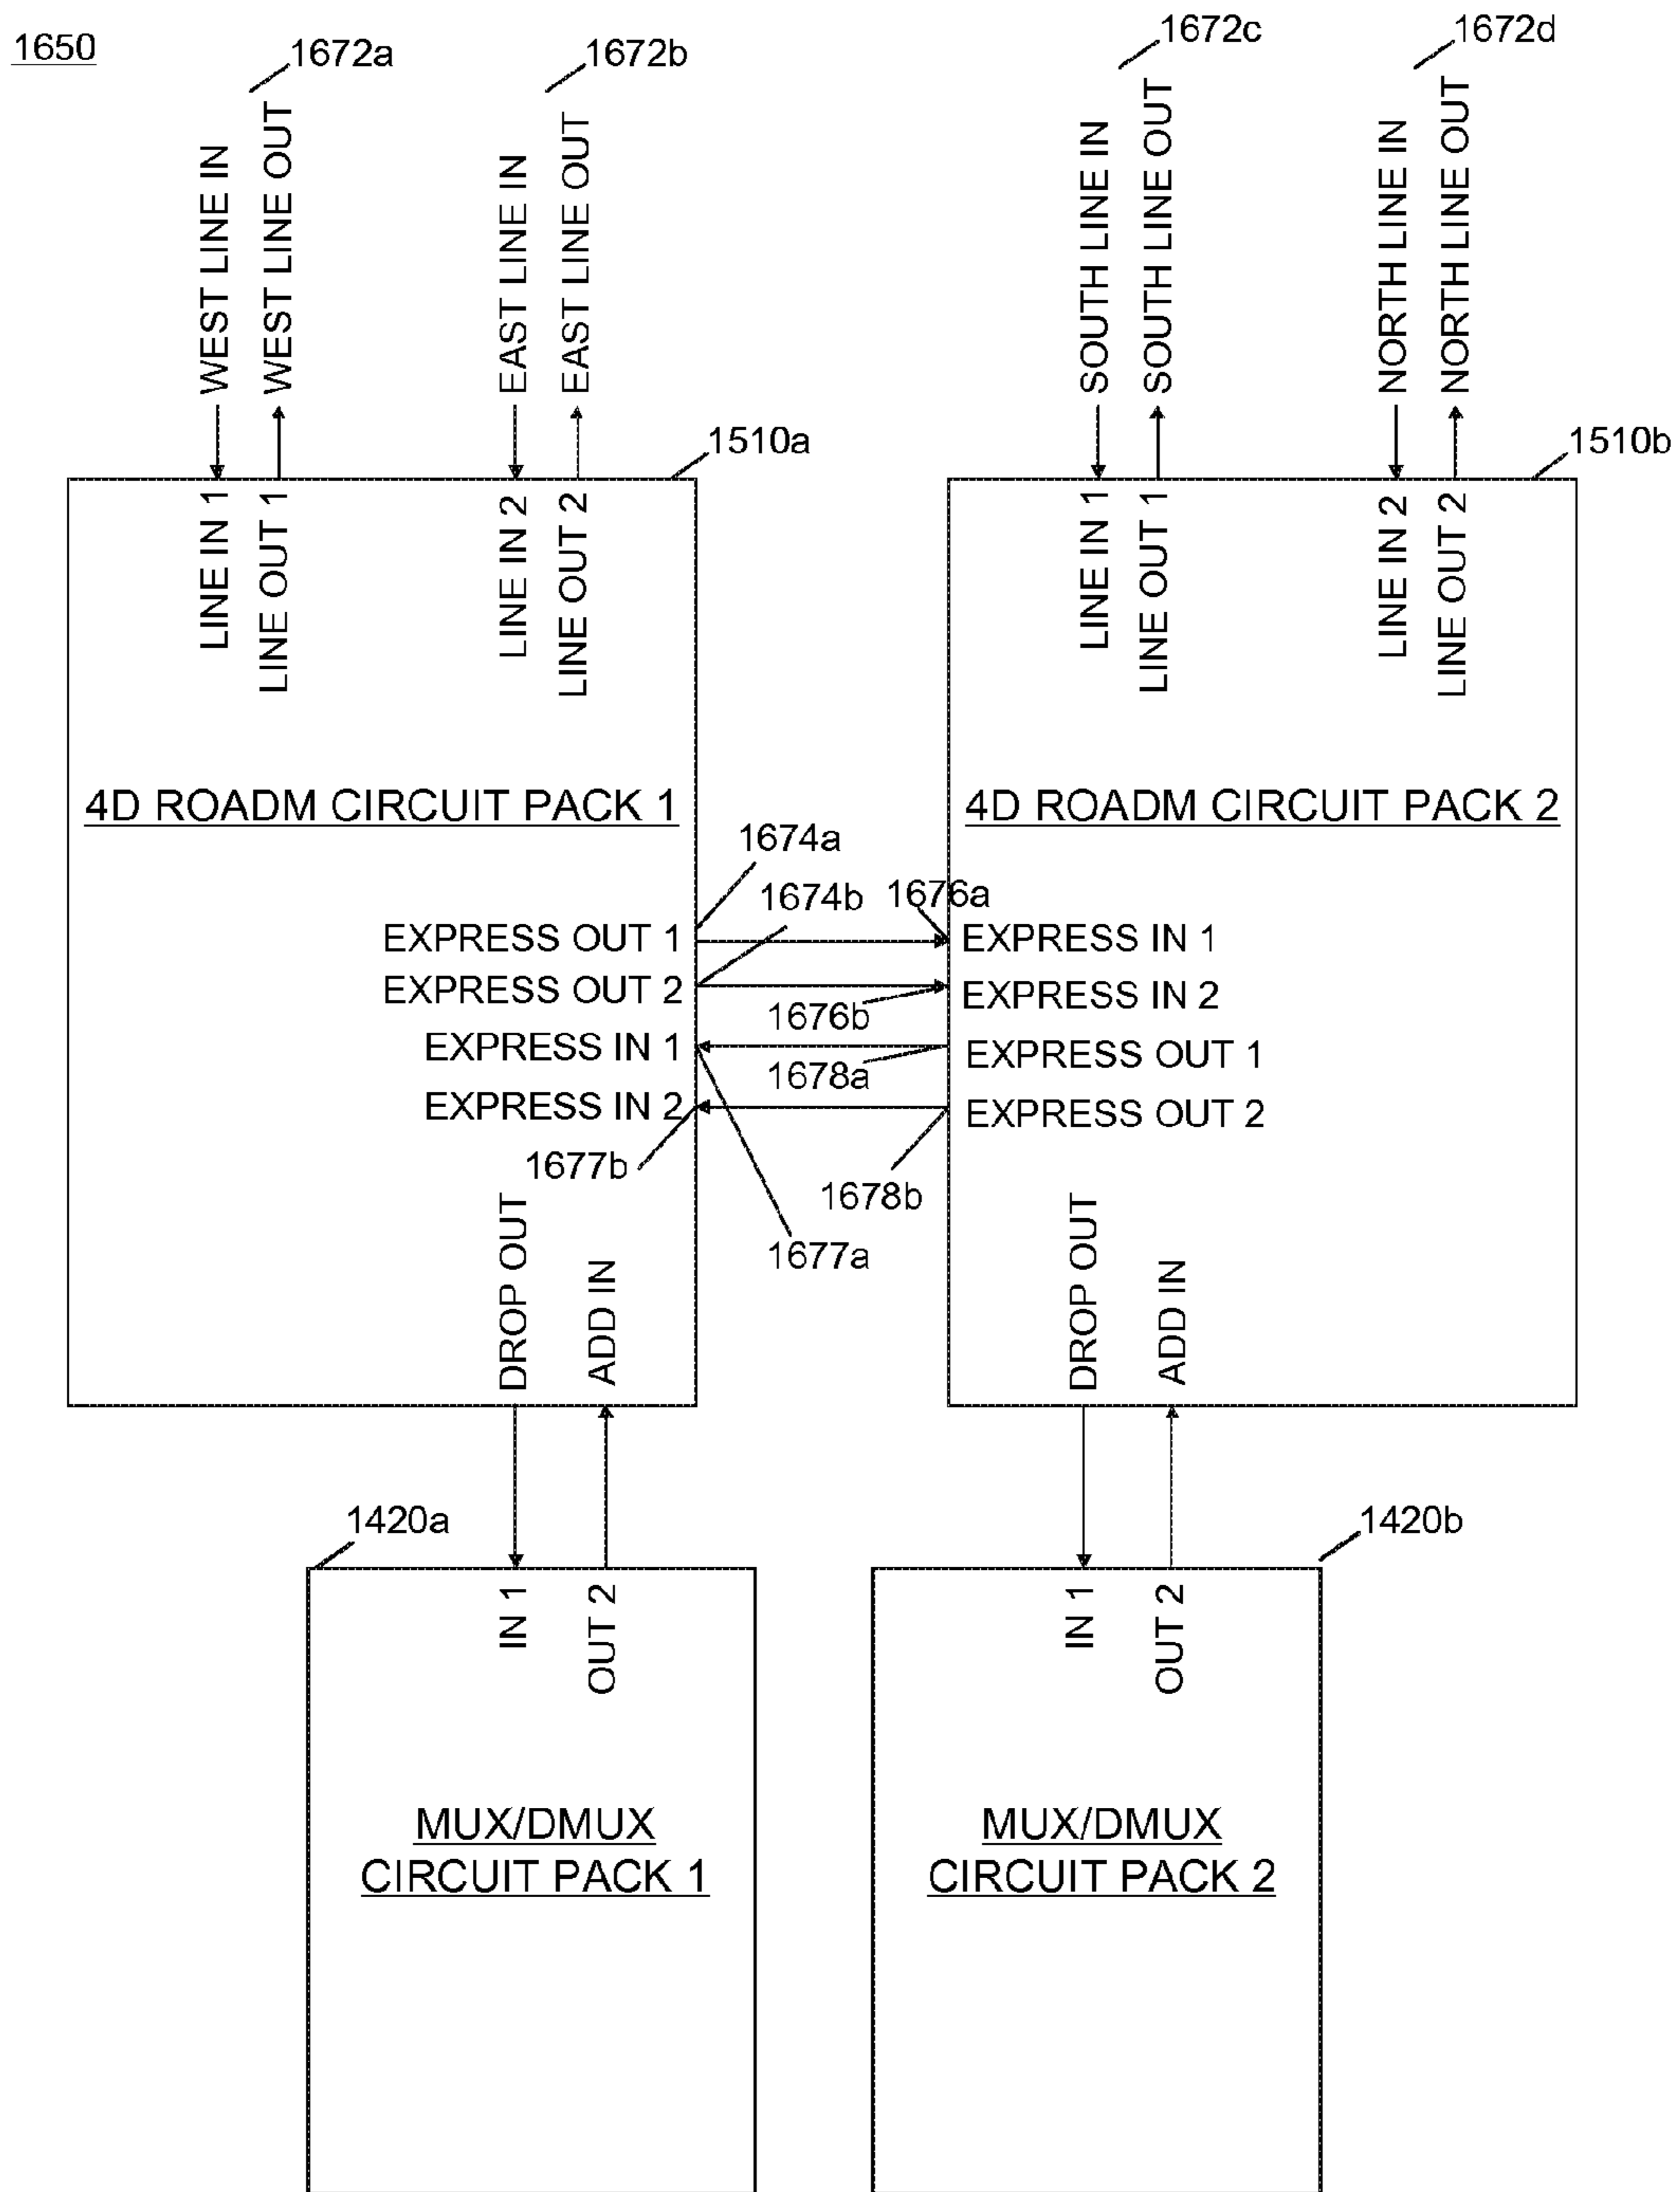 1650
1672a
1672b
1672c
1672d
WEST LINE IN
WEST LINE OUT
EAST LINE IN
EAST LINE OUT
SOUTH LINE IN
SOUTH LINE OUT
NORTH LINE IN
NORTH LINE OUT
1510a
1510b
LINE IN 1
LINE OUT 1
LINE IN 2
LINE OUT 2
LINE IN 1
LINE OUT 1
LINE IN 2
LINE OUT 2
4D ROADM CIRCUIT PACK 1
4D ROADM CIRCUIT PACK 2
1674a
1674b
1676a
EXPRESS OUT 1
EXPRESS IN 1
EXPRESS OUT 2
EXPRESS IN 2
1676b
EXPRESS IN 1
EXPRESS OUT 1
1678a
EXPRESS IN 2
EXPRESS OUT 2
1677b
1678b
1677a
DROP OUT
ADD IN
DROP OUT
ADD IN
1420a
1420b
IN 1
OUT 2
IN 1
OUT 2
MUX/DMUX
CIRCUIT PACK 1
MUX/DMUX
CIRCUIT PACK 2